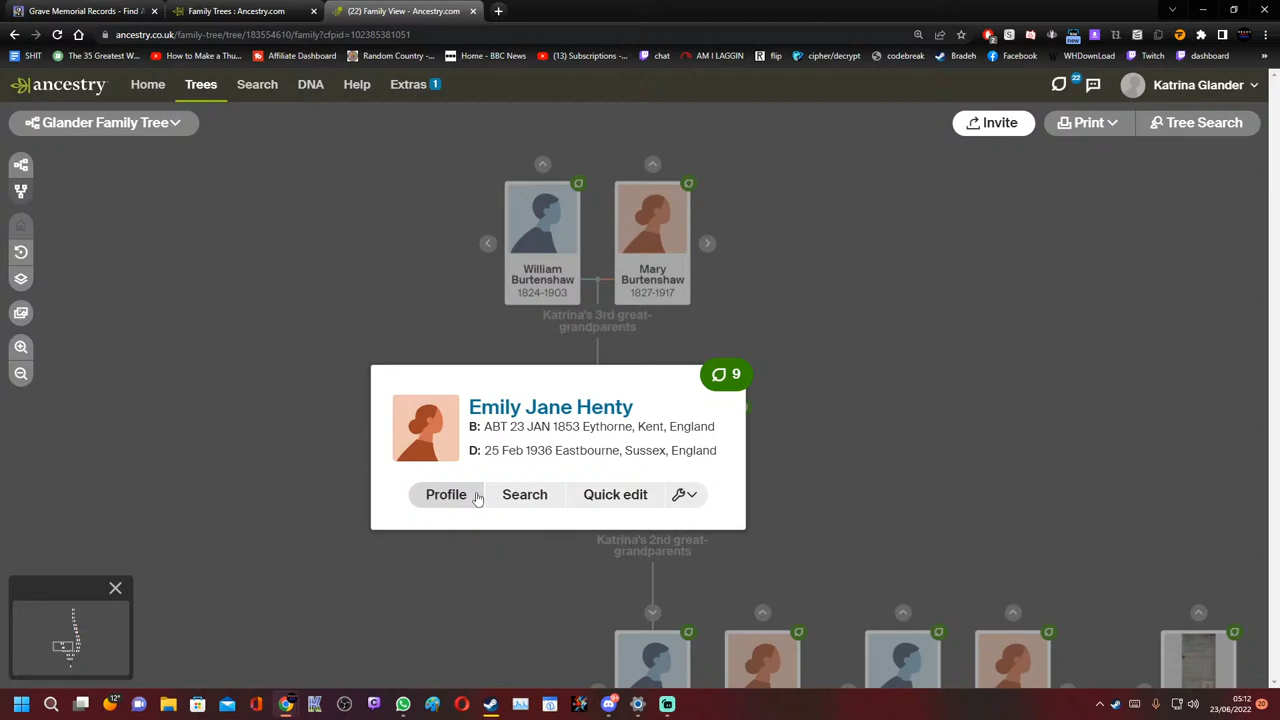 Grave Memorial Records - Find A
Family Trees : Ancestry.com
(22) Family View - Ancestry.com
ancestry.co.uk/family-tree/tree/183554610/family?cfpid=102385381051
SHIT
The 35 Greatest W...
How to Make a Thu...
Affiliate Dashboard
Hidden Country -...
Home - BBC News
(13) Subscriptions -...
chat
AM I LAGGIN
flip
cipher/decrypt
codebreak
Bradeh
Facebook
WHDownLoad
Twitch
dashboard
ancestry
Home
Trees
Search
DNA
Help
Extras 1
22
Katrina Glander
Glander Family Tree
Invite
Print
Tree Search
William Burtenshaw
1824-1903
Mary Burtenshaw
1827-1917
Katrina's 3rd great-
grandparents
9
Emily Jane Henty
B: ABT 23 JAN 1853 Eythorne, Kent, England
D: 25 Feb 1936 Eastbourne, Sussex, England
Profile
Search
Quick edit
Katrina's 2nd great-
grandparents
12°
05:12
23/06/2022